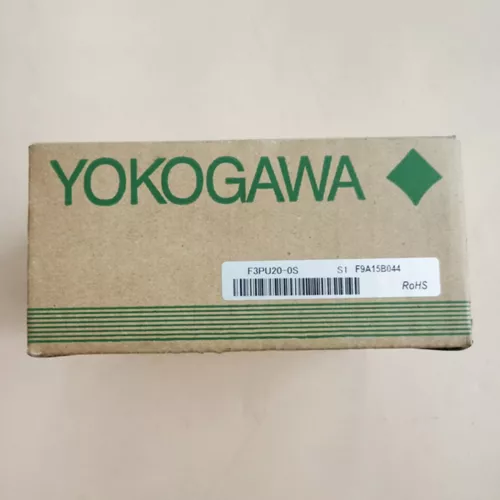 YOKOGAWA
F3PU20-0S S1 F9A15B044
RoHS